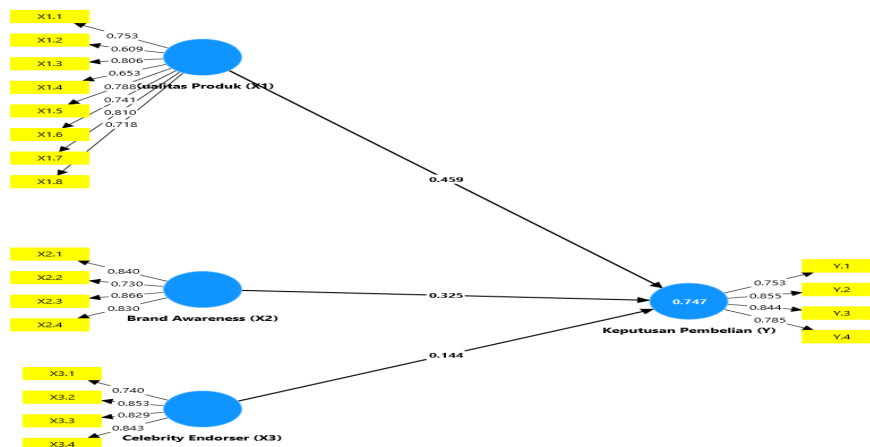 X1.1
0.753
X1.2
0.609
X1.3
0.806
X1.4
0.653
0.788
ualitas Produk (X1)
X1.5
0.741
0.810
X1.6
0.718
X1.7
X1.8
0.459
X2.1
0.840
X2.2
0.730
X2.3
0.866
X2.4
0.830
Brand Awareness (X2)
0.325
0.747
Keputusan Pembelian (Y)
0.753
Y.1
0.855
Y.2
0.844
Y.3
0.785
Y.4
0.144
X3.1
0.740
X3.2
0.853
X3.3
0.829
X3.4
0.843
Celebrity Endorser (X3)